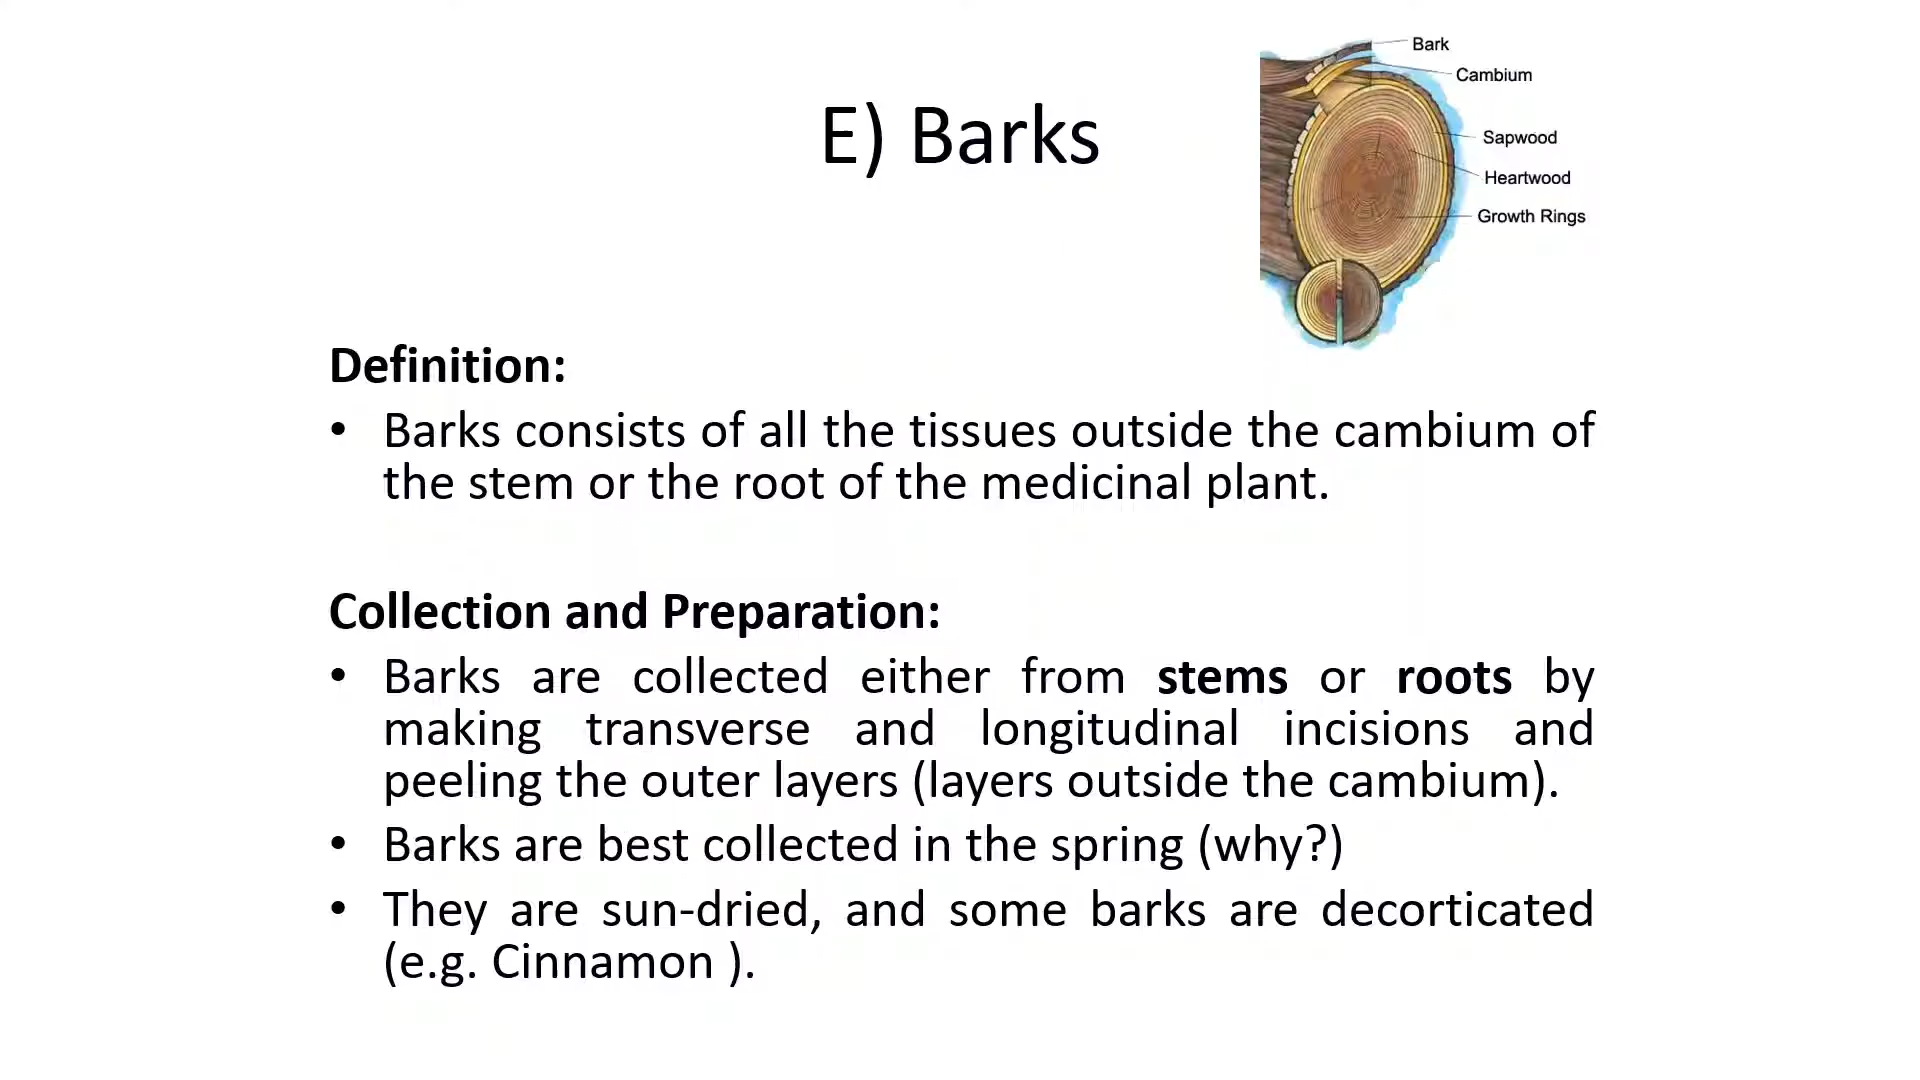 E) Barks
Bark
Cambium
Sapwood
Heartwood
Growth Rings
Definition:
• Barks consists of all the tissues outside the cambium of
the stem or the root of the medicinal plant.
Collection and Preparation:
• Barks are collected either from stems or roots by
making transverse and longitudinal incisions and
peeling the outer layers (layers outside the cambium).
• Barks are best collected in the spring (why?)
• They are sun-dried, and some barks are decorticated
(e.g. Cinnamon ).